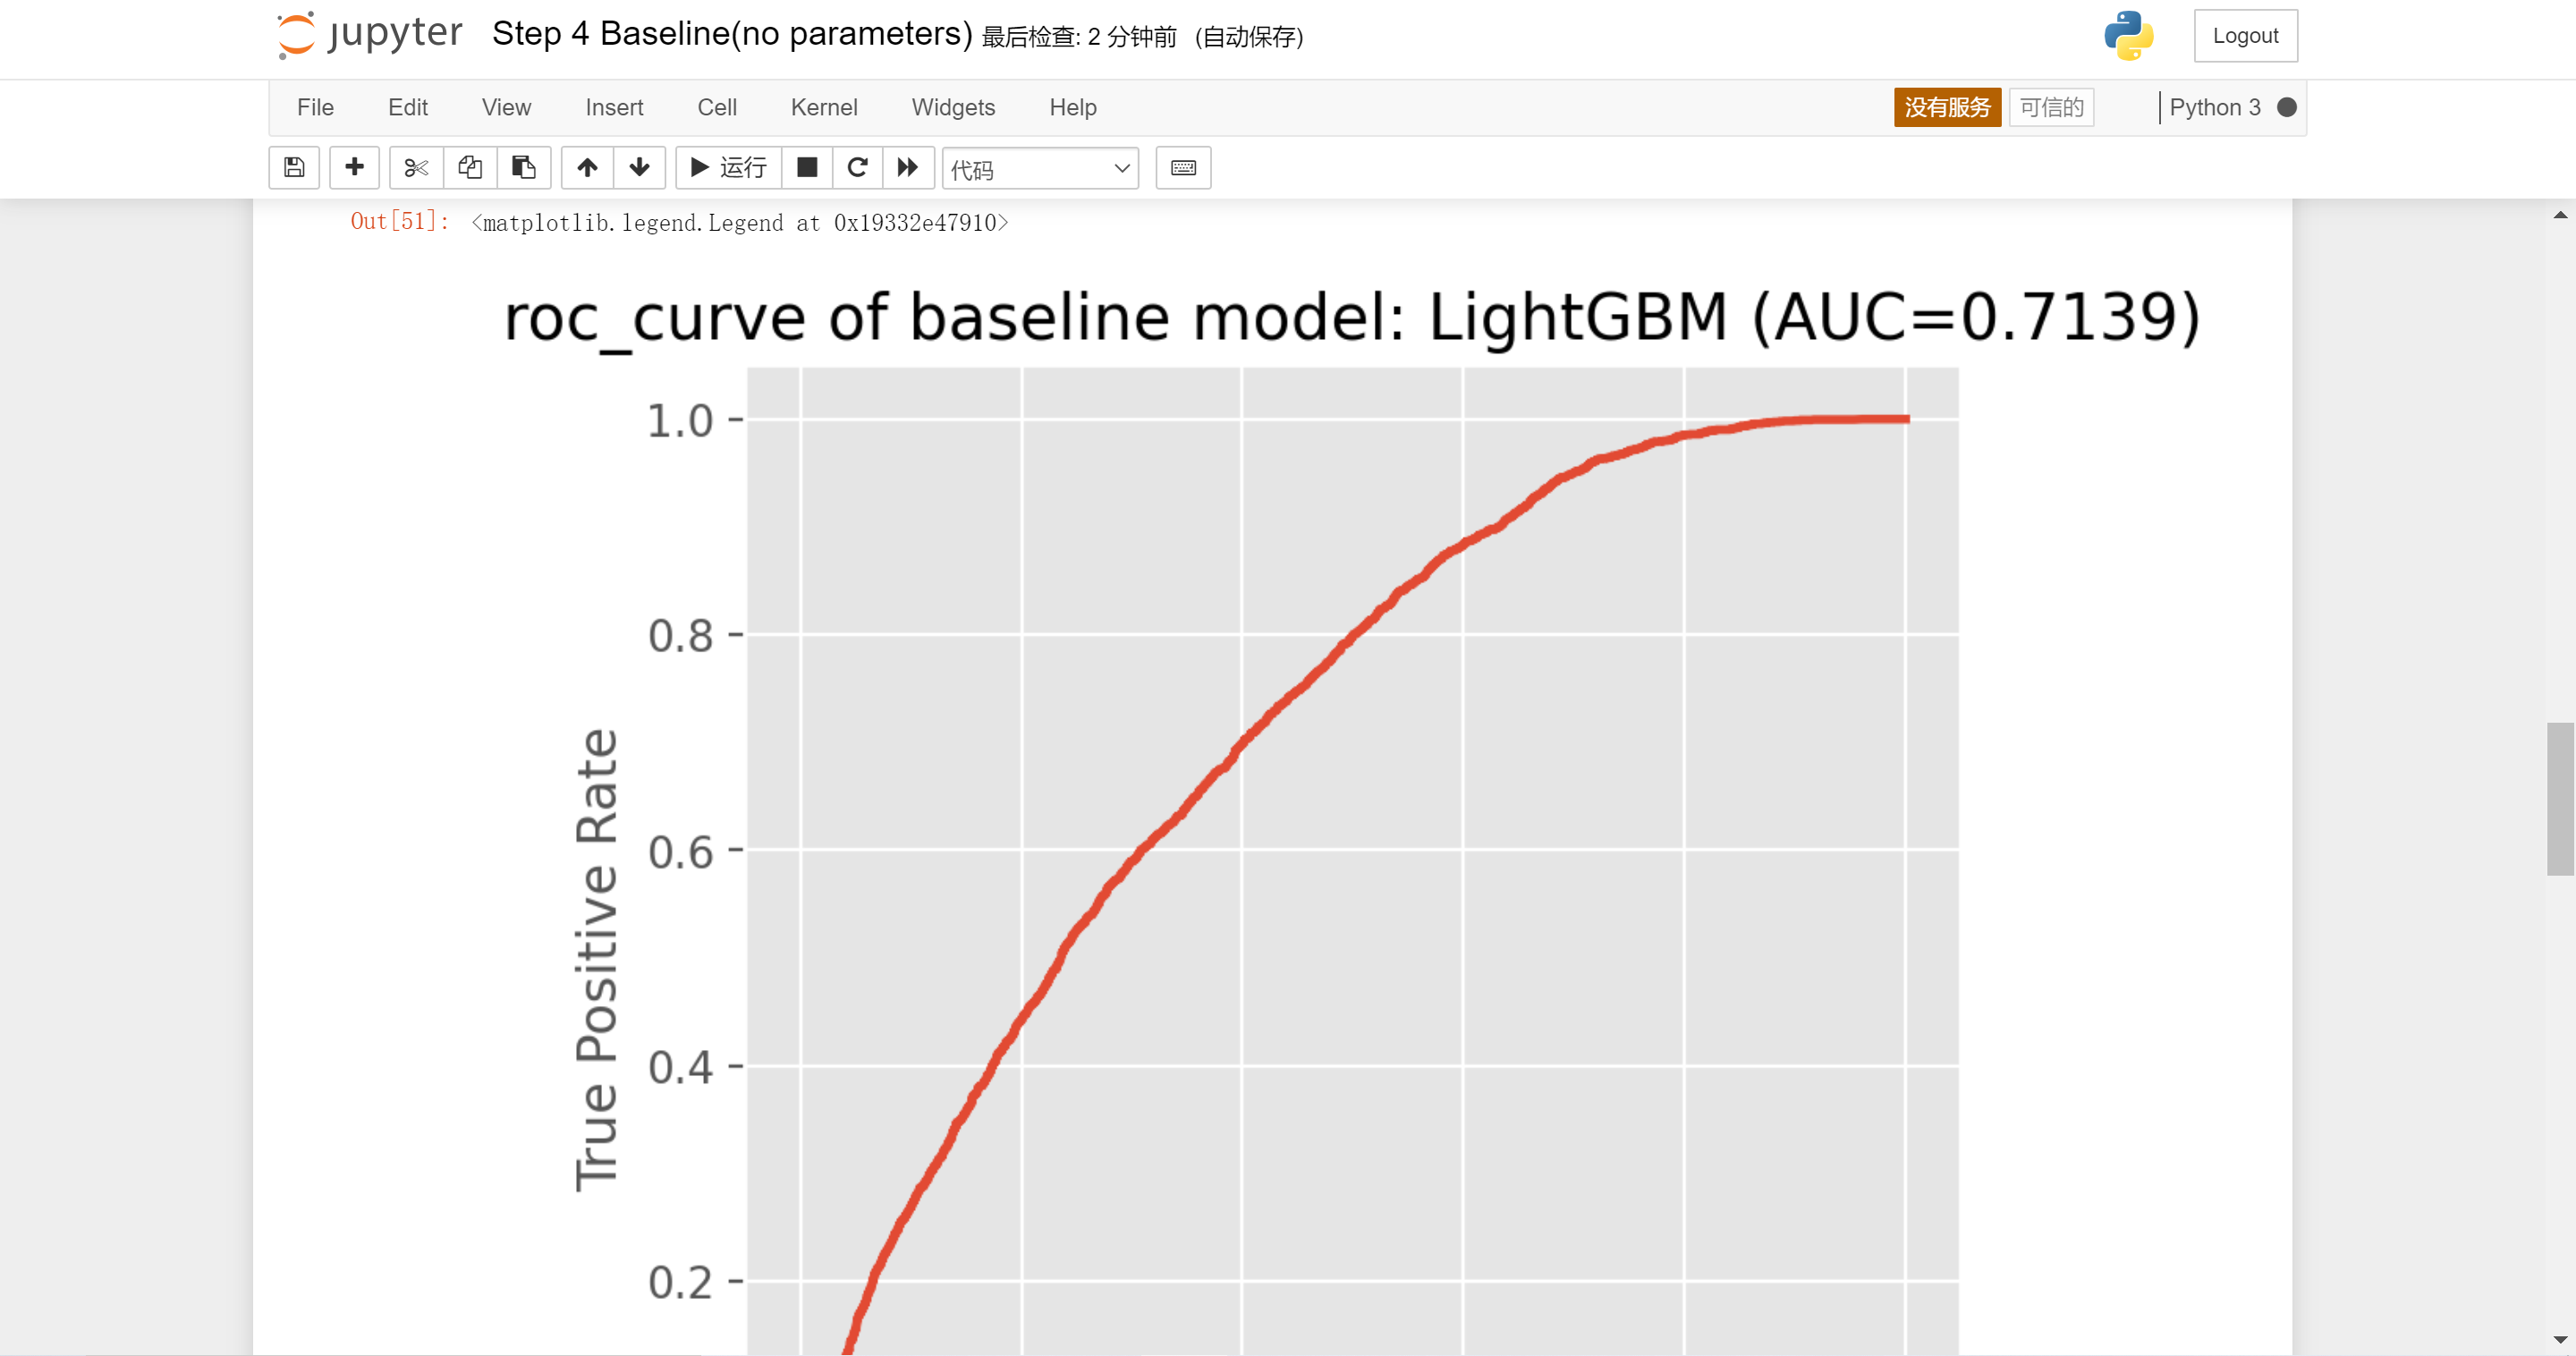 jupyter Step 4 Baseline(no parameters) 最后检查: 2 分钟前 (自动保存) Logout
File Edit View Insert Cell Kernel Widgets Help 没有服务 可信的 Python 3
运行 代码
Out[51]: <matplotlib.legend.Legend at 0x19332e47910>
roc_curve of baseline model: LightGBM (AUC=0.7139)
1.0
0.8
0.6
0.4
0.2
True Positive Rate